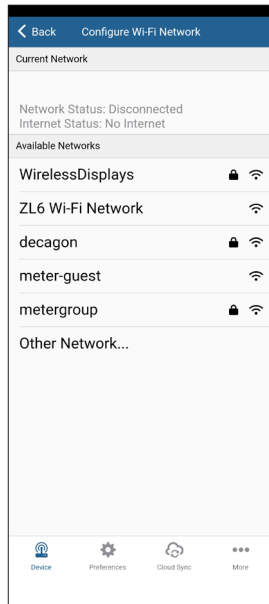 Back Configure Wi-Fi Network
Current Network
Network Status: Disconnected
Internet Status: No Internet
Available Networks
WirelessDisplays
ZL6 Wi-Fi Network
decagon
meter-guest
metergroup
Other Network...
Device Preferences Cloud Sync More